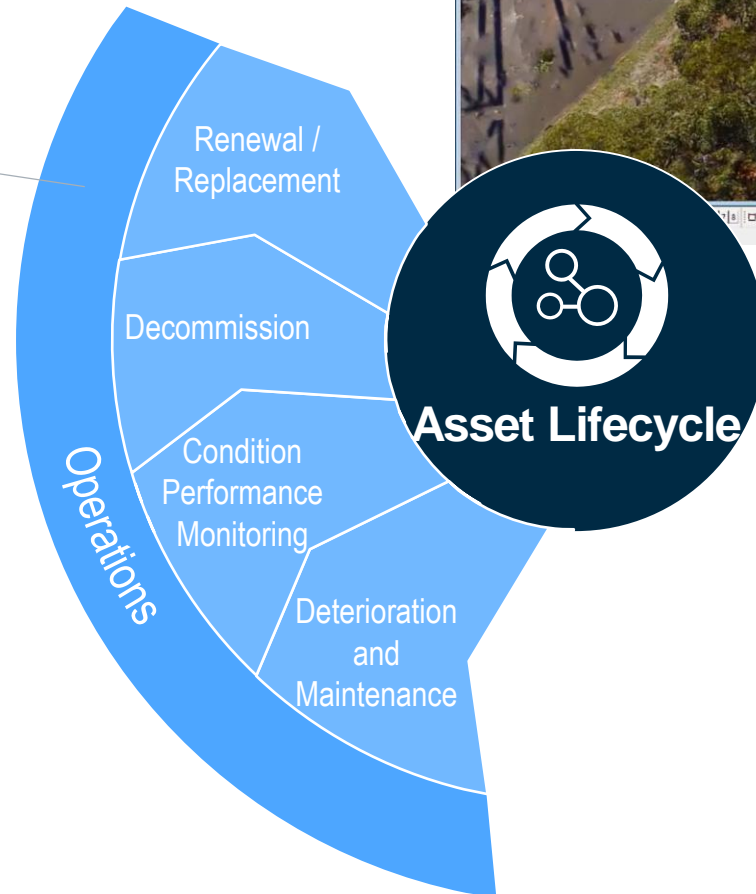 Renewal /
Replacement
Decommission
Condition
Performance
Monitoring
Deterioration
and
Maintenance
Operations
Asset Lifecycle